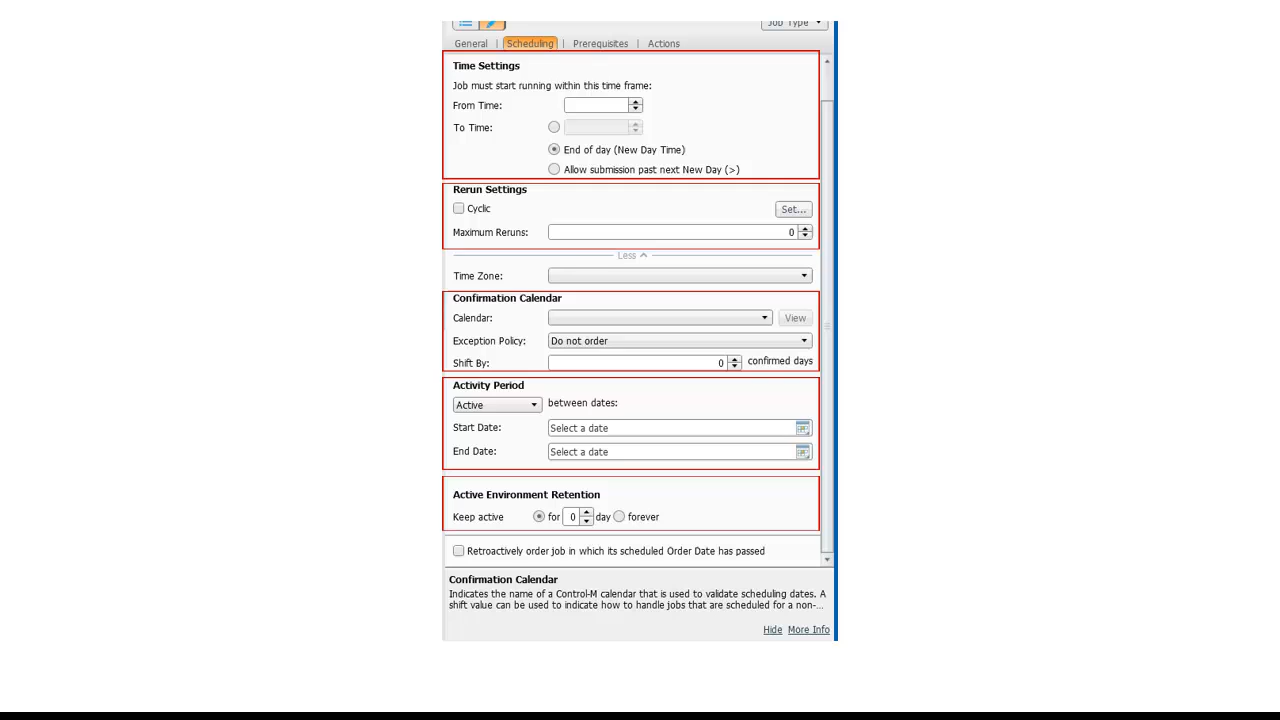 Job Type
General | Scheduling | Prerequisites | Actions
Time Settings
Job must start running within this time frame:
From Time:
To Time:
End of day (New Day Time)
Allow submission past next New Day (>)
Rerun Settings
Cyclic Set...
Maximum Reruns: 0
Less
Time Zone:
Confirmation Calendar
Calendar: View
Exception Policy: Do not order
Shift By: 0 confirmed days
Activity Period
Active between dates:
Start Date: Select a date
End Date: Select a date
Active Environment Retention
Keep active for 0 day forever
Retroactively order job in which its scheduled Order Date has passed
Confirmation Calendar
Indicates the name of a Control-M calendar that is used to validate scheduling dates. A
shift value can be used to indicate how to handle jobs that are scheduled for a non-...
Hide More Info